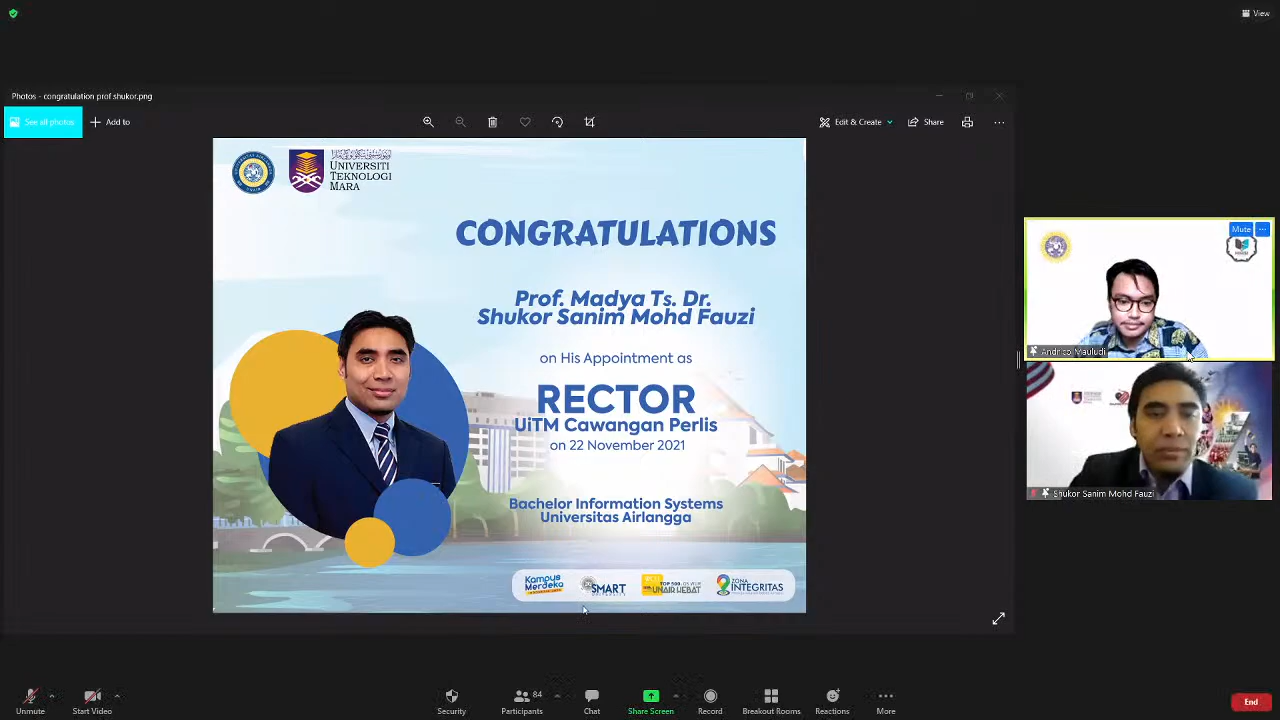 View
Photos - congratulation prof.shukor.png
See all photos
Add to
Edit & Create
Share
UNIVERSITI
TEKNOLOGI
MARA
CONGRATULATIONS
Prof. Madya Ts. Dr.
Shukor Sanim Mohd Fauzi
on His Appointment as
RECTOR
UiTM Cawangan Perlis
on 22 November 2021
Bachelor Information Systems
Universitas Airlangga
Kampus
Merdeka
SMART
UNAIR HEBAT
ZONA
INTEGRITAS
Mute
Andrico Mauludi
Shukor Sanim Mohd Fauzi
Unmute
Start Video
Security
Participants
84
Chat
Share Screen
Record
Breakout Rooms
Reactions
More
End